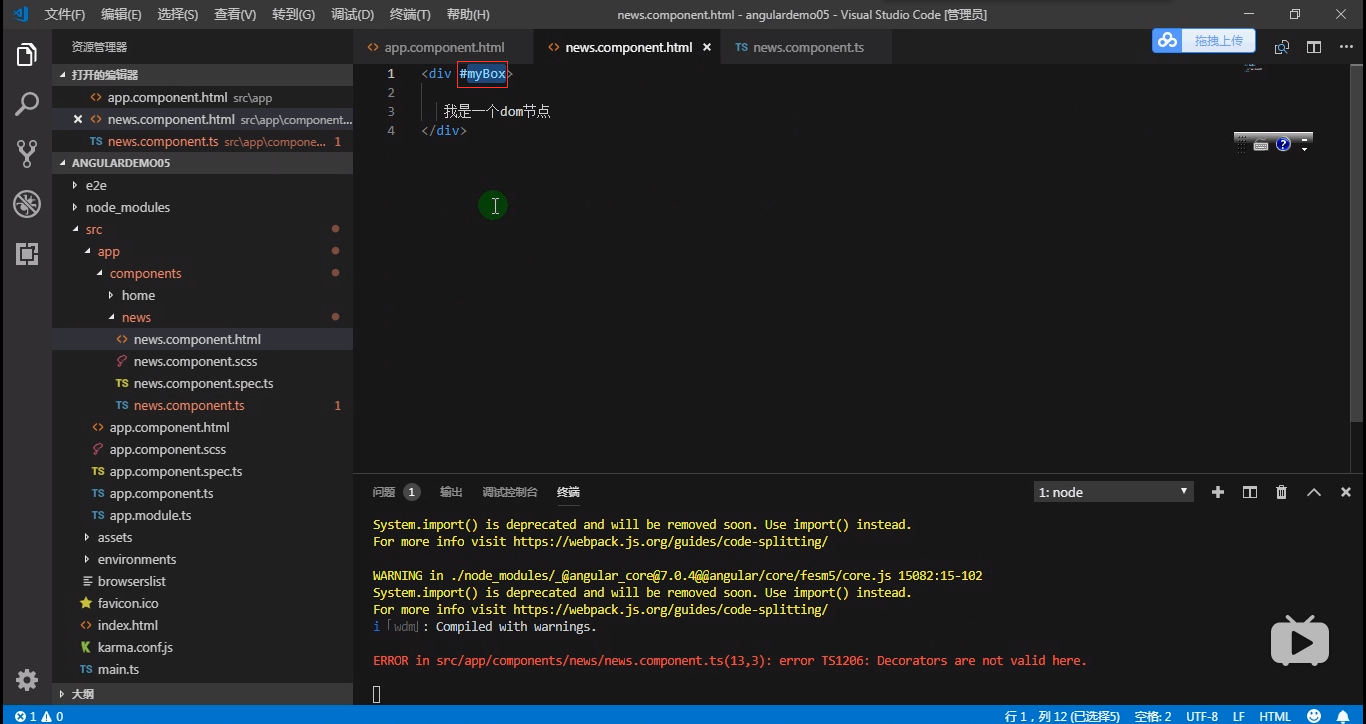 文件(F) 编辑(E) 选择(S) 查看(V) 转到(G) 调试(D) 终端(T) 帮助(H) news.component.html - angulardemo05 - Visual Studio Code [管理员]
资源管理器
打开的编辑器
app.component.html src\app
news.component.html src\app\component...
TS news.component.ts src\app\compone... 1
ANGULARDEMO05
e2e
node_modules
src
app
components
home
news
news.component.html
news.component.scss
TS news.component.spec.ts
TS news.component.ts 1
app.component.html
app.component.scss
TS app.component.spec.ts
TS app.component.ts
TS app.module.ts
assets
environments
browserslist
favicon.ico
index.html
karma.conf.js
TS main.ts
大纲
app.component.html news.component.html TS news.component.ts
拖拽上传
1 <div #myBox>
2
3 我是一个dom节点
4 </div>
问题 1 输出 调试控制台 终端 1: node
System.import() is deprecated and will be removed soon. Use import() instead.
For more info visit https://webpack.js.org/guides/code-splitting/
WARNING in ./node_modules/_@angular_core@7.0.4@@angular/core/fesm5/core.js 15082:15-102
System.import() is deprecated and will be removed soon. Use import() instead.
For more info visit https://webpack.js.org/guides/code-splitting/
i「wdm」: Compiled with warnings.
ERROR in src/app/components/news/news.component.ts(13,3): error TS1206: Decorators are not valid here.
1 0 行 1，列 12 (已选择5) 空格: 2 UTF-8 LF HTML